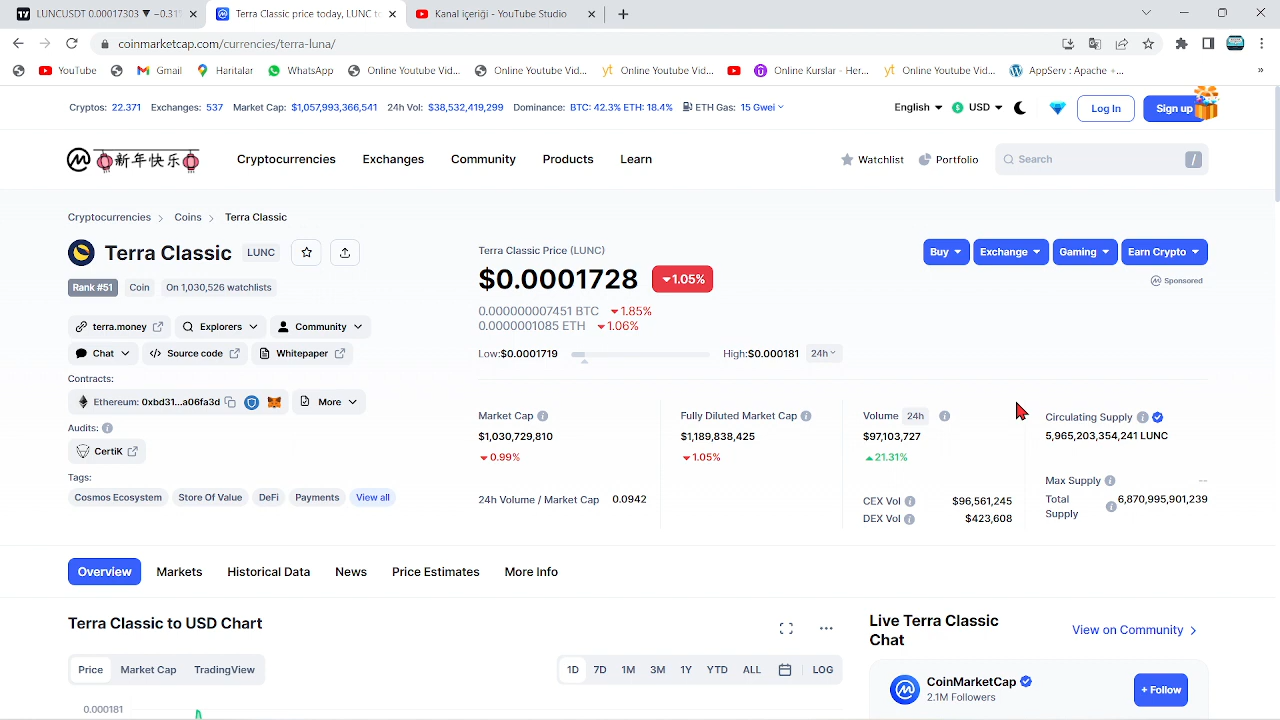 LUNCUSDT 0.00017303 ▼ −0.31
Terra Classic price today, LUNC to
Kanal içeriği - YouTube Studio
coinmarketcap.com/currencies/terra-luna/
YouTube Gmail Haritalar WhatsApp Online Youtube Vid... Online Youtube Vid... Online Youtube Vid... Online Kurslar - Her... Online Youtube Vid... AppServ : Apache +... »
Cryptos: 22.371 Exchanges: 537 Market Cap: $1,057,993,366,541 24h Vol: $38,532,419,299 Dominance: BTC: 42.3% ETH: 18.4% ETH Gas: 15 Gwei English USD Log In Sign up
新年快乐 Cryptocurrencies Exchanges Community Products Learn Watchlist Portfolio Search /
Cryptocurrencies > Coins > Terra Classic
Terra Classic LUNC
Rank #51 Coin On 1,030,526 watchlists
terra.money Explorers Community
Chat Source code Whitepaper
Contracts:
Ethereum: 0xbd31...a06fa3d More
Audits:
CertiK
Tags:
Cosmos Ecosystem Store Of Value DeFi Payments View all
Terra Classic Price (LUNC)
$0.0001728 ▼1.05%
0.000000007451 BTC ▼1.85%
0.0000001085 ETH ▼1.06%
Low:$0.0001719 High:$0.000181 24h
Buy Exchange Gaming Earn Crypto
Sponsored
Market Cap
$1,030,729,810
▼0.99%
24h Volume / Market Cap 0.0942
Fully Diluted Market Cap
$1,189,838,425
▼1.05%
Volume 24h
$97,103,727
▲21.31%
CEX Vol $96,561,245
DEX Vol $423,608
Circulating Supply
5,965,203,354,241 LUNC
Max Supply --
Total Supply 6,870,995,901,239
Overview Markets Historical Data News Price Estimates More Info
Terra Classic to USD Chart
Price Market Cap TradingView 1D 7D 1M 3M 1Y YTD ALL LOG
0.000181
Live Terra Classic
Chat
View on Community >
CoinMarketCap
2.1M Followers
+ Follow